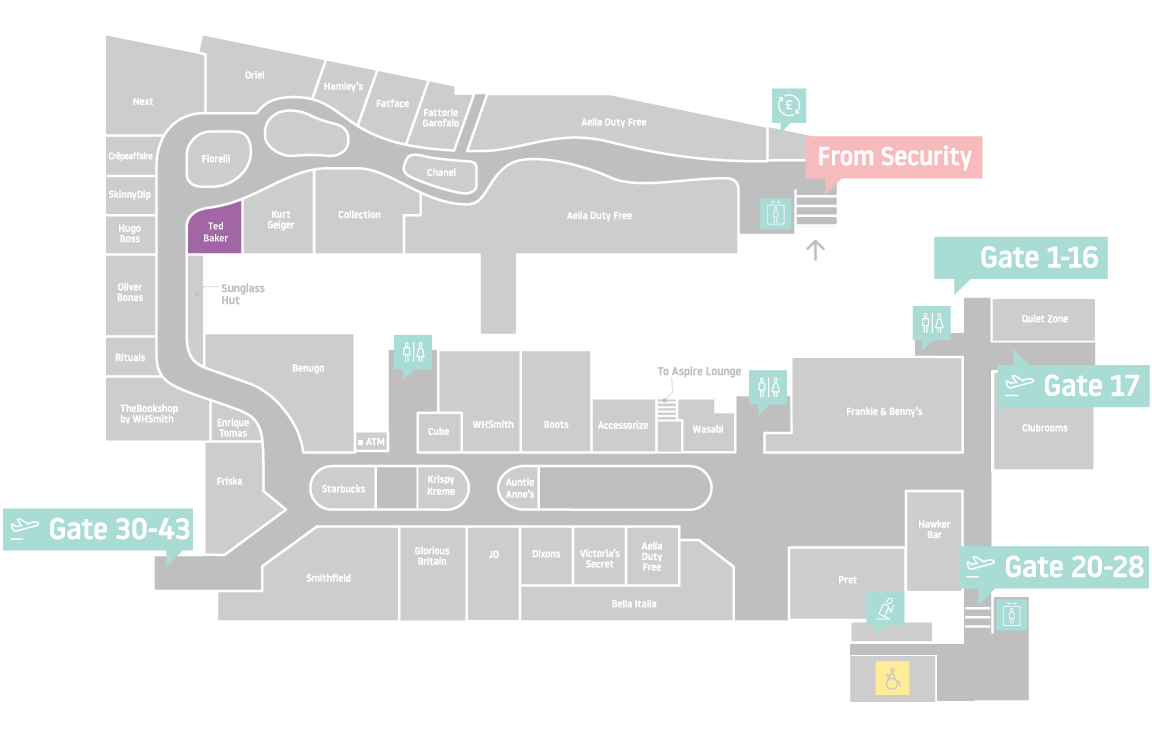 Next
Oriel
Hamley's
Fatface
Fattorie
Garofalo
Aelia Duty Free
£
From Security
Crêpeaffaire
Fiorelli
Chanel
SkinnyDip
Hugo
Boss
Ted
Baker
Kurt
Geiger
Collection
Aelia Duty Free
Gate 1-16
Oliver
Bonas
Sunglass
Hut
Quiet Zone
Rituals
Benugo
To Aspire Lounge
Gate 17
TheBookshop
by WHSmith
Enrique
Tomas
ATM
Cube
WHSmith
Boots
Accessorize
Wasabi
Frankie & Benny's
Clubrooms
Friska
Starbucks
Krispy
Kreme
Auntie
Anne's
Gate 30-43
Hawker
Bar
Smithfield
Glorious
Britain
JD
Dixons
Victoria's
Secret
Aelia
Duty
Free
Gate 20-28
Pret
Bella Italia